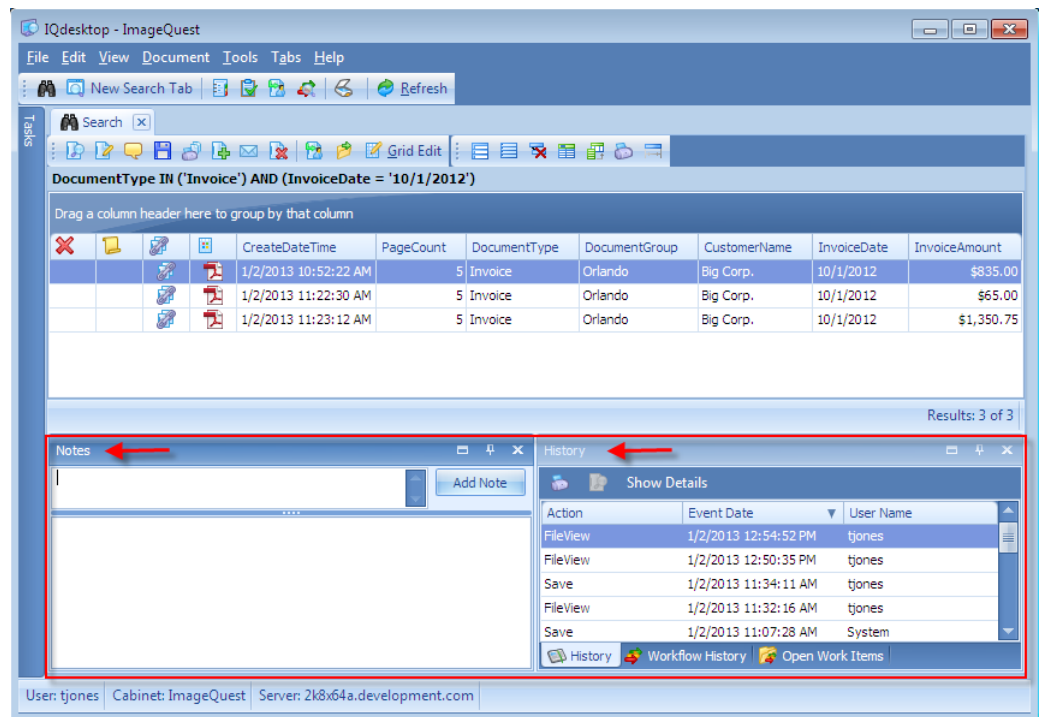 IQdesktop - ImageQuest
File Edit View Document Tools Tabs Help
New Search Tab Refresh
Tasks
Search
Grid Edit
DocumentType IN ('Invoice') AND (InvoiceDate = '10/1/2012')
Drag a column header here to group by that column
CreateDateTime PageCount DocumentType DocumentGroup CustomerName InvoiceDate InvoiceAmount
1/2/2013 10:52:22 AM 5 Invoice Orlando Big Corp. 10/1/2012 $835.00
1/2/2013 11:22:30 AM 5 Invoice Orlando Big Corp. 10/1/2012 $65.00
1/2/2013 11:23:12 AM 5 Invoice Orlando Big Corp. 10/1/2012 $1,350.75
Results: 3 of 3
Notes
Add Note
History
Show Details
Action Event Date User Name
FileView 1/2/2013 12:54:52 PM tjones
FileView 1/2/2013 12:50:35 PM tjones
Save 1/2/2013 11:34:11 AM tjones
FileView 1/2/2013 11:32:16 AM tjones
Save 1/2/2013 11:07:28 AM System
History Workflow History Open Work Items
User: tjones Cabinet: ImageQuest Server: 2k8x64a.development.com